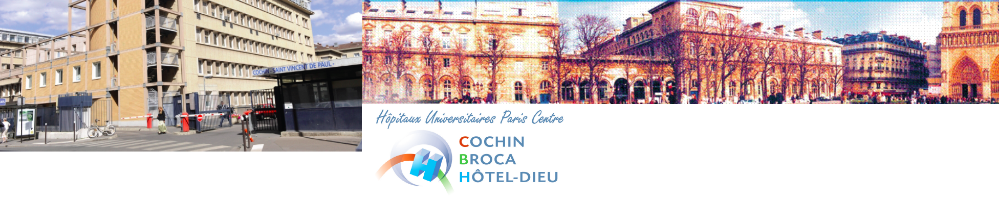 COCHIN - SAINT VINCENT DE PAUL -
Hôpitaux Universitaires Paris Centre
COCHIN
BROCA
HÔTEL-DIEU